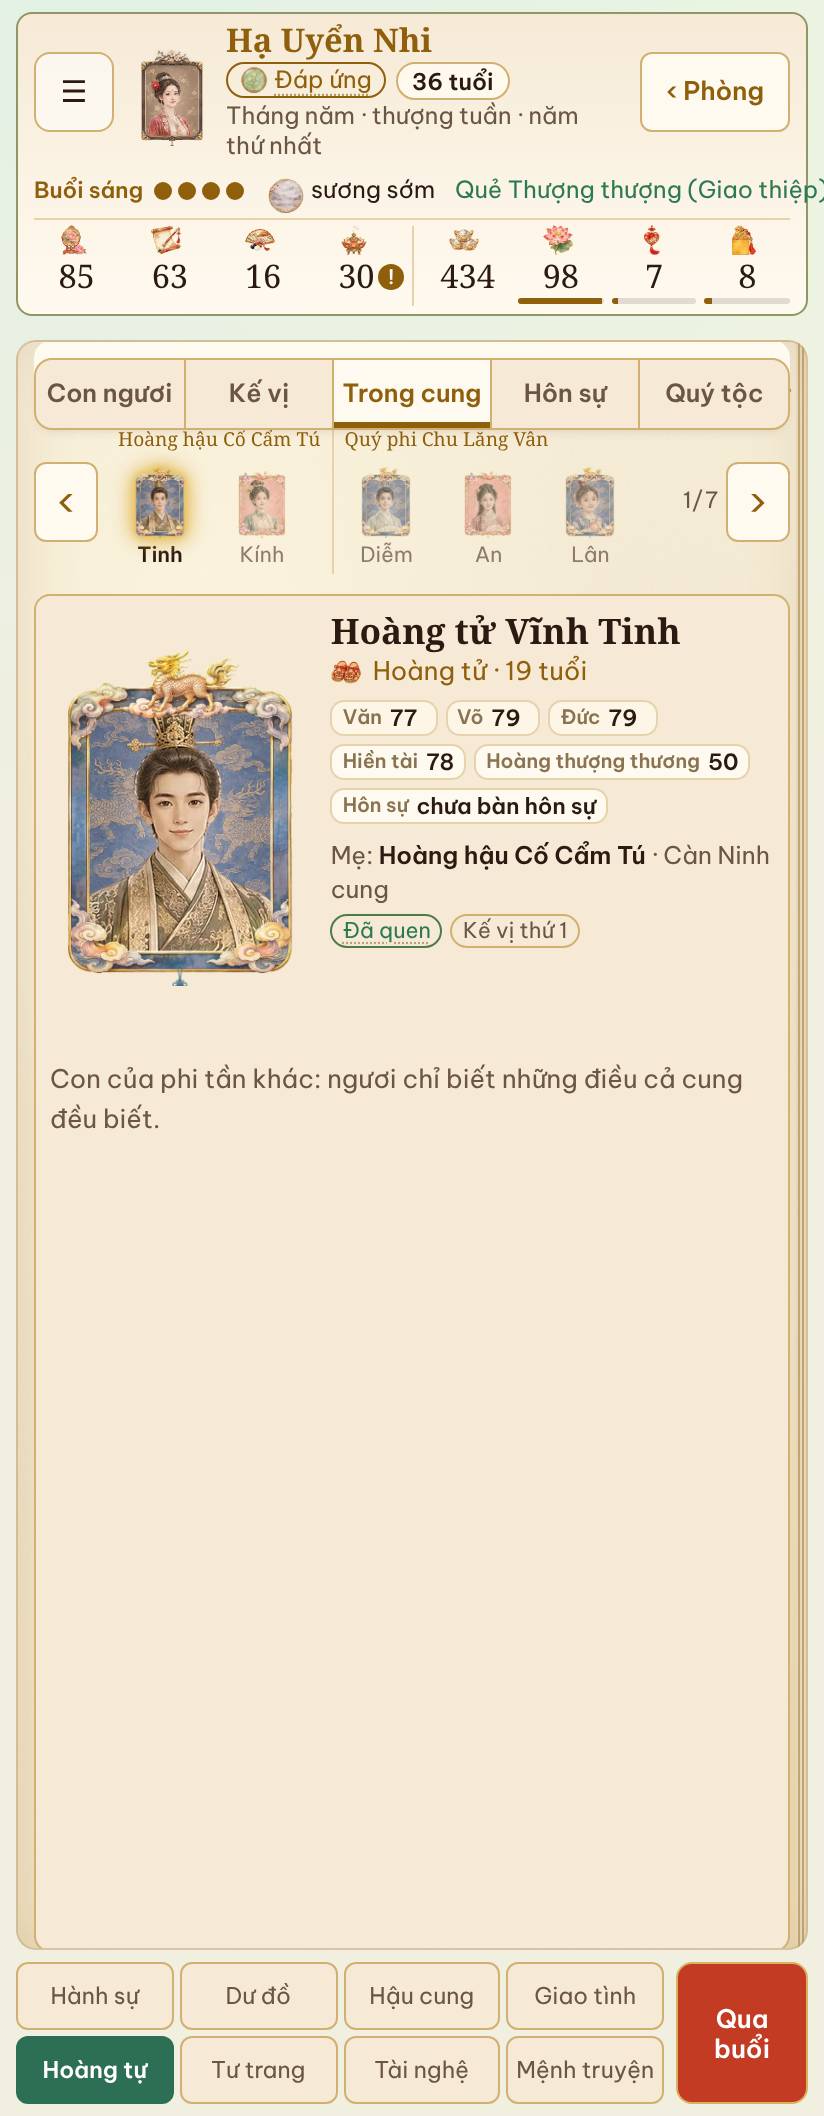 Hạ Uyển Nhi
☰
Đáp ứng
36 tuổi
Tháng năm · thượng tuần · năm
thứ nhất
‹ Phòng
Buổi sáng
sương sớm
Quẻ Thượng thượng (Giao thiệp)
85
63
16
30 !
434
98
7
8
Con ngươi
Kế vị
Trong cung
Hôn sự
Quý tộc
Hoàng hậu Cố Cẩm Tú
Quý phi Chu Lăng Vân
‹
Tinh
Kính
Diễm
An
Lân
1/7
›
Hoàng tử Vĩnh Tinh
Hoàng tử · 19 tuổi
Văn 77
Võ 79
Đức 79
Hiền tài 78
Hoàng thượng thương 50
Hôn sự chưa bàn hôn sự
Mẹ: Hoàng hậu Cố Cẩm Tú · Càn Ninh
cung
Đã quen
Kế vị thứ 1
Con của phi tần khác: ngươi chỉ biết những điều cả cung
đều biết.
Hành sự
Dư đồ
Hậu cung
Giao tình
Qua
buổi
Hoàng tự
Tư trang
Tài nghệ
Mệnh truyện